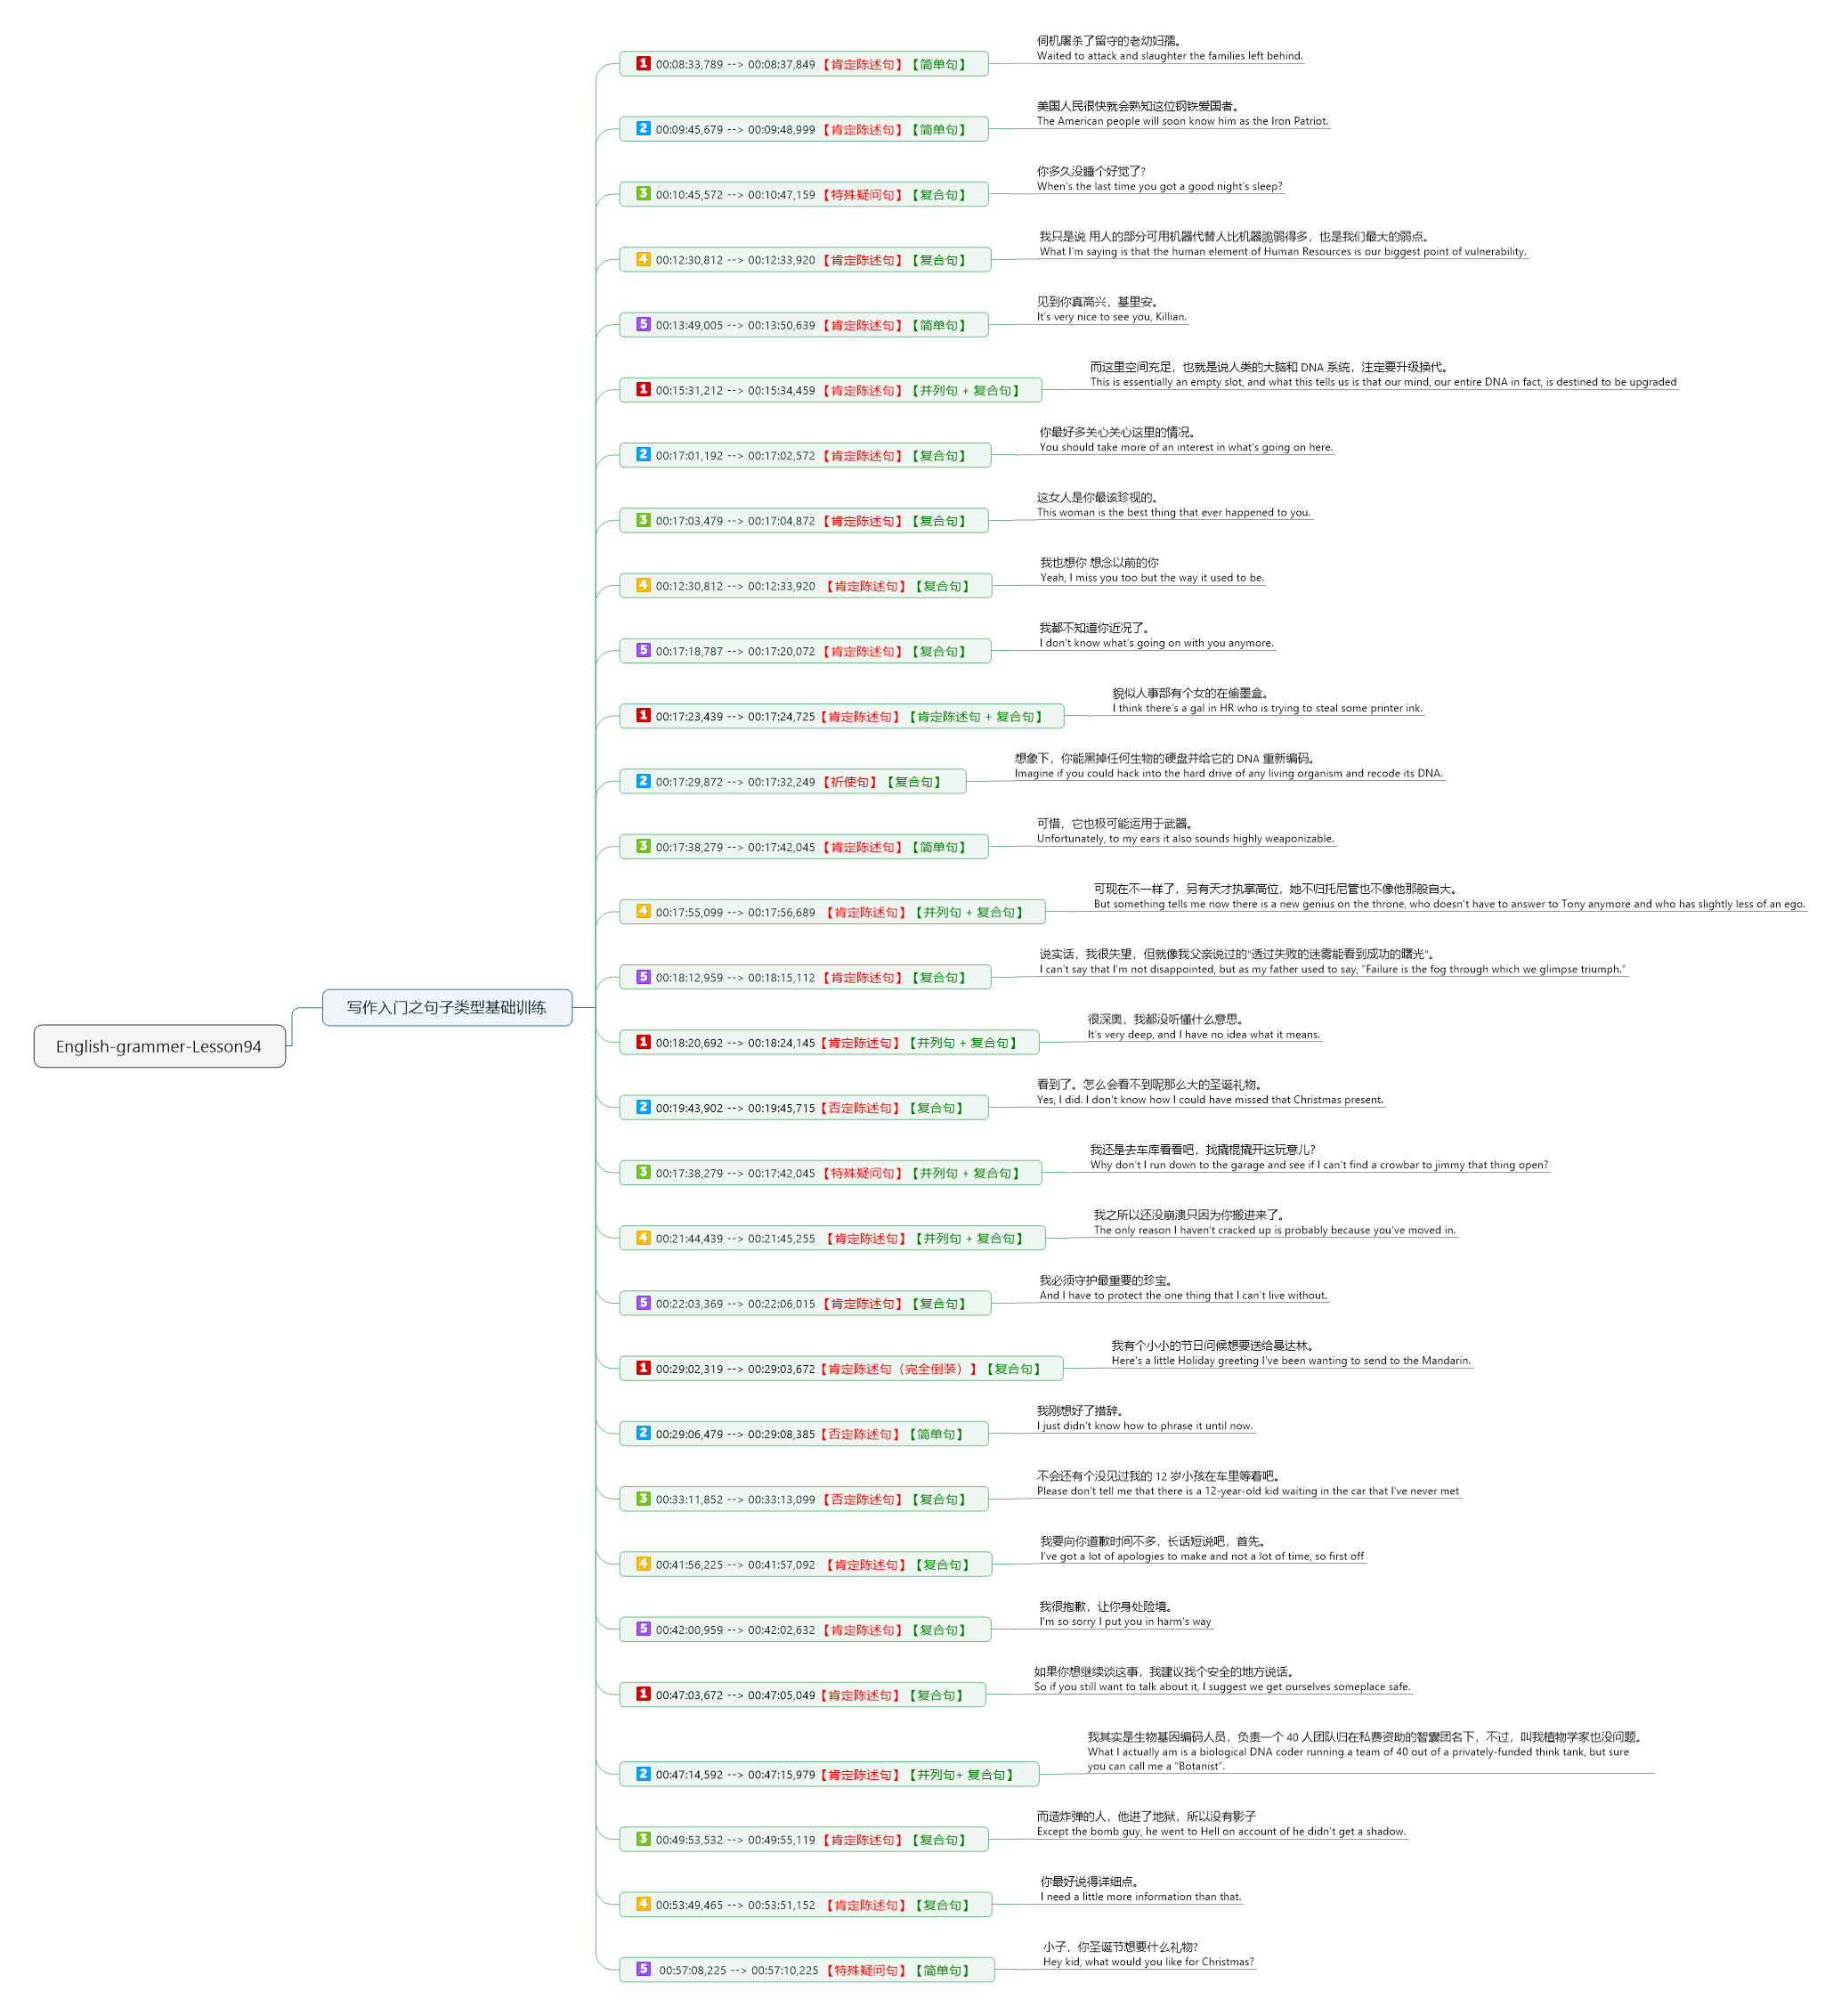 English-grammer-Lesson94
写作入门之句子类型基础训练
1 00:08:33,789 --> 00:08:37,849 【肯定陈述句】【简单句】
伺机屠杀了留守的老幼妇孺。
Waited to attack and slaughter the families left behind.
2 00:09:45,679 --> 00:09:48,999 【肯定陈述句】【简单句】
美国人民很快就会熟知这位钢铁爱国者。
The American people will soon know him as the Iron Patriot.
3 00:10:45,572 --> 00:10:47,159 【特殊疑问句】【复合句】
你多久没睡个好觉了?
When's the last time you got a good night's sleep?
4 00:12:30,812 --> 00:12:33,920 【肯定陈述句】【复合句】
我只是说 用人的部分可用机器代替人比机器脆弱得多，也是我们最大的弱点。
What I'm saying is that the human element of Human Resources is our biggest point of vulnerability.
5 00:13:49,005 --> 00:13:50,639 【肯定陈述句】【简单句】
见到你真高兴，基里安。
It's very nice to see you, Killian.
1 00:15:31,212 --> 00:15:34,459 【肯定陈述句】【并列句 + 复合句】
而这里空间充足，也就是说人类的大脑和 DNA 系统，注定要升级换代。
This is essentially an empty slot, and what this tells us is that our mind, our entire DNA in fact, is destined to be upgraded
2 00:17:01,192 --> 00:17:02,572 【肯定陈述句】【复合句】
你最好多关心关心这里的情况。
You should take more of an interest in what's going on here.
3 00:17:03,479 --> 00:17:04,872 【肯定陈述句】【复合句】
这女人是你最该珍视的。
This woman is the best thing that ever happened to you.
4 00:12:30,812 --> 00:12:33,920 【肯定陈述句】【复合句】
我也想你 想念以前的你
Yeah, I miss you too but the way it used to be.
5 00:17:18,787 --> 00:17:20,072 【肯定陈述句】【复合句】
我都不知道你近况了。
I don't know what's going on with you anymore.
1 00:17:23,439 --> 00:17:24,725【肯定陈述句】【肯定陈述句 + 复合句】
貌似人事部有个女的在偷墨盒。
I think there's a gal in HR who is trying to steal some printer ink.
2 00:17:29,872 --> 00:17:32,249 【祈使句】【复合句】
想象下，你能黑掉任何生物的硬盘并给它的 DNA 重新编码。
Imagine if you could hack into the hard drive of any living organism and recode its DNA.
3 00:17:38,279 --> 00:17:42,045 【肯定陈述句】【简单句】
可惜，它也极可能运用于武器。
Unfortunately, to my ears it also sounds highly weaponizable.
4 00:17:55,099 --> 00:17:56,689 【肯定陈述句】【并列句 + 复合句】
可现在不一样了，另有天才执掌高位，她不归托尼管也不像他那般自大。
But something tells me now there is a new genius on the throne, who doesn't have to answer to Tony anymore and who has slightly less of an ego.
5 00:18:12,959 --> 00:18:15,112 【肯定陈述句】【复合句】
说实话，我很失望，但就像我父亲说过的"透过失败的迷雾能看到成功的曙光"。
I can't say that I'm not disappointed, but as my father used to say, "Failure is the fog through which we glimpse triumph."
1 00:18:20,692 --> 00:18:24,145【肯定陈述句】【并列句 + 复合句】
很深奥，我都没听懂什么意思。
It's very deep, and I have no idea what it means.
2 00:19:43,902 --> 00:19:45,715【否定陈述句】【复合句】
看到了。怎么会看不到呢那么大的圣诞礼物。
Yes, I did. I don't know how I could have missed that Christmas present.
3 00:17:38,279 --> 00:17:42,045 【特殊疑问句】【并列句 + 复合句】
我还是去车库看看吧，找撬棍撬开这玩意儿?
Why don't I run down to the garage and see if I can't find a crowbar to jimmy that thing open?
4 00:21:44,439 --> 00:21:45,255 【肯定陈述句】【并列句 + 复合句】
我之所以还没崩溃只因为你搬进来了。
The only reason I haven't cracked up is probably because you've moved in.
5 00:22:03,369 --> 00:22:06,015 【肯定陈述句】【复合句】
我必须守护最重要的珍宝。
And I have to protect the one thing that I can't live without.
1 00:29:02,319 --> 00:29:03,672【肯定陈述句（完全倒装）】【复合句】
我有个小小的节日问候想要送给曼达林。
Here's a little Holiday greeting I've been wanting to send to the Mandarin.
2 00:29:06,479 --> 00:29:08,385【否定陈述句】【简单句】
我刚想好了措辞。
I just didn't know how to phrase it until now.
3 00:33:11,852 --> 00:33:13,099 【否定陈述句】【复合句】
不会还有个没见过我的 12 岁小孩在车里等着吧。
Please don't tell me that there is a 12-year-old kid waiting in the car that I've never met
4 00:41:56,225 --> 00:41:57,092 【肯定陈述句】【复合句】
我要向你道歉时间不多，长话短说吧，首先。
I've got a lot of apologies to make and not a lot of time, so first off
5 00:42:00,959 --> 00:42:02,632 【肯定陈述句】【复合句】
我很抱歉，让你身处险境。
I'm so sorry I put you in harm's way
1 00:47:03,672 --> 00:47:05,049【肯定陈述句】【复合句】
如果你想继续谈这事，我建议找个安全的地方说话。
So if you still want to talk about it, I suggest we get ourselves someplace safe.
2 00:47:14,592 --> 00:47:15,979【肯定陈述句】【并列句+ 复合句】
我其实是生物基因编码人员，负责一个 40 人团队归在私费资助的智囊团名下，不过，叫我植物学家也没问题。
What I actually am is a biological DNA coder running a team of 40 out of a privately-funded think tank, but sure
you can call me a "Botanist".
3 00:49:53,532 --> 00:49:55,119 【肯定陈述句】【复合句】
而造炸弹的人，他进了地狱，所以没有影子
Except the bomb guy, he went to Hell on account of he didn't get a shadow.
4 00:53:49,465 --> 00:53:51,152 【肯定陈述句】【复合句】
你最好说得详细点。
I need a little more information than that.
5 00:57:08,225 --> 00:57:10,225 【特殊疑问句】【简单句】
小子，你圣诞节想要什么礼物?
Hey kid, what would you like for Christmas?